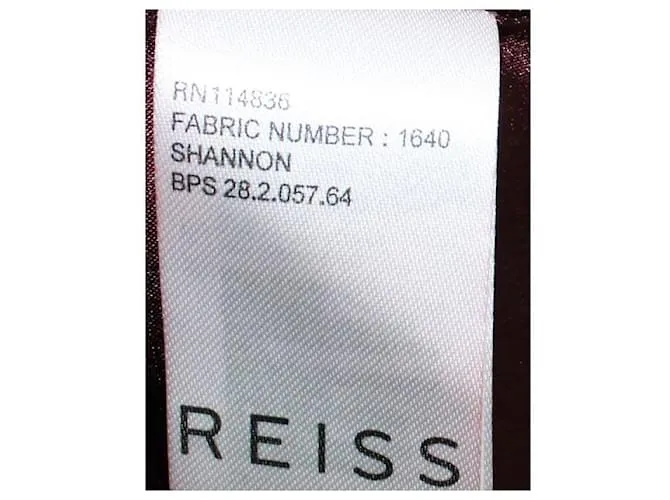 RN114836
FABRIC NUMBER : 1640
SHANNON
BPS 28.2.057.64
REISS